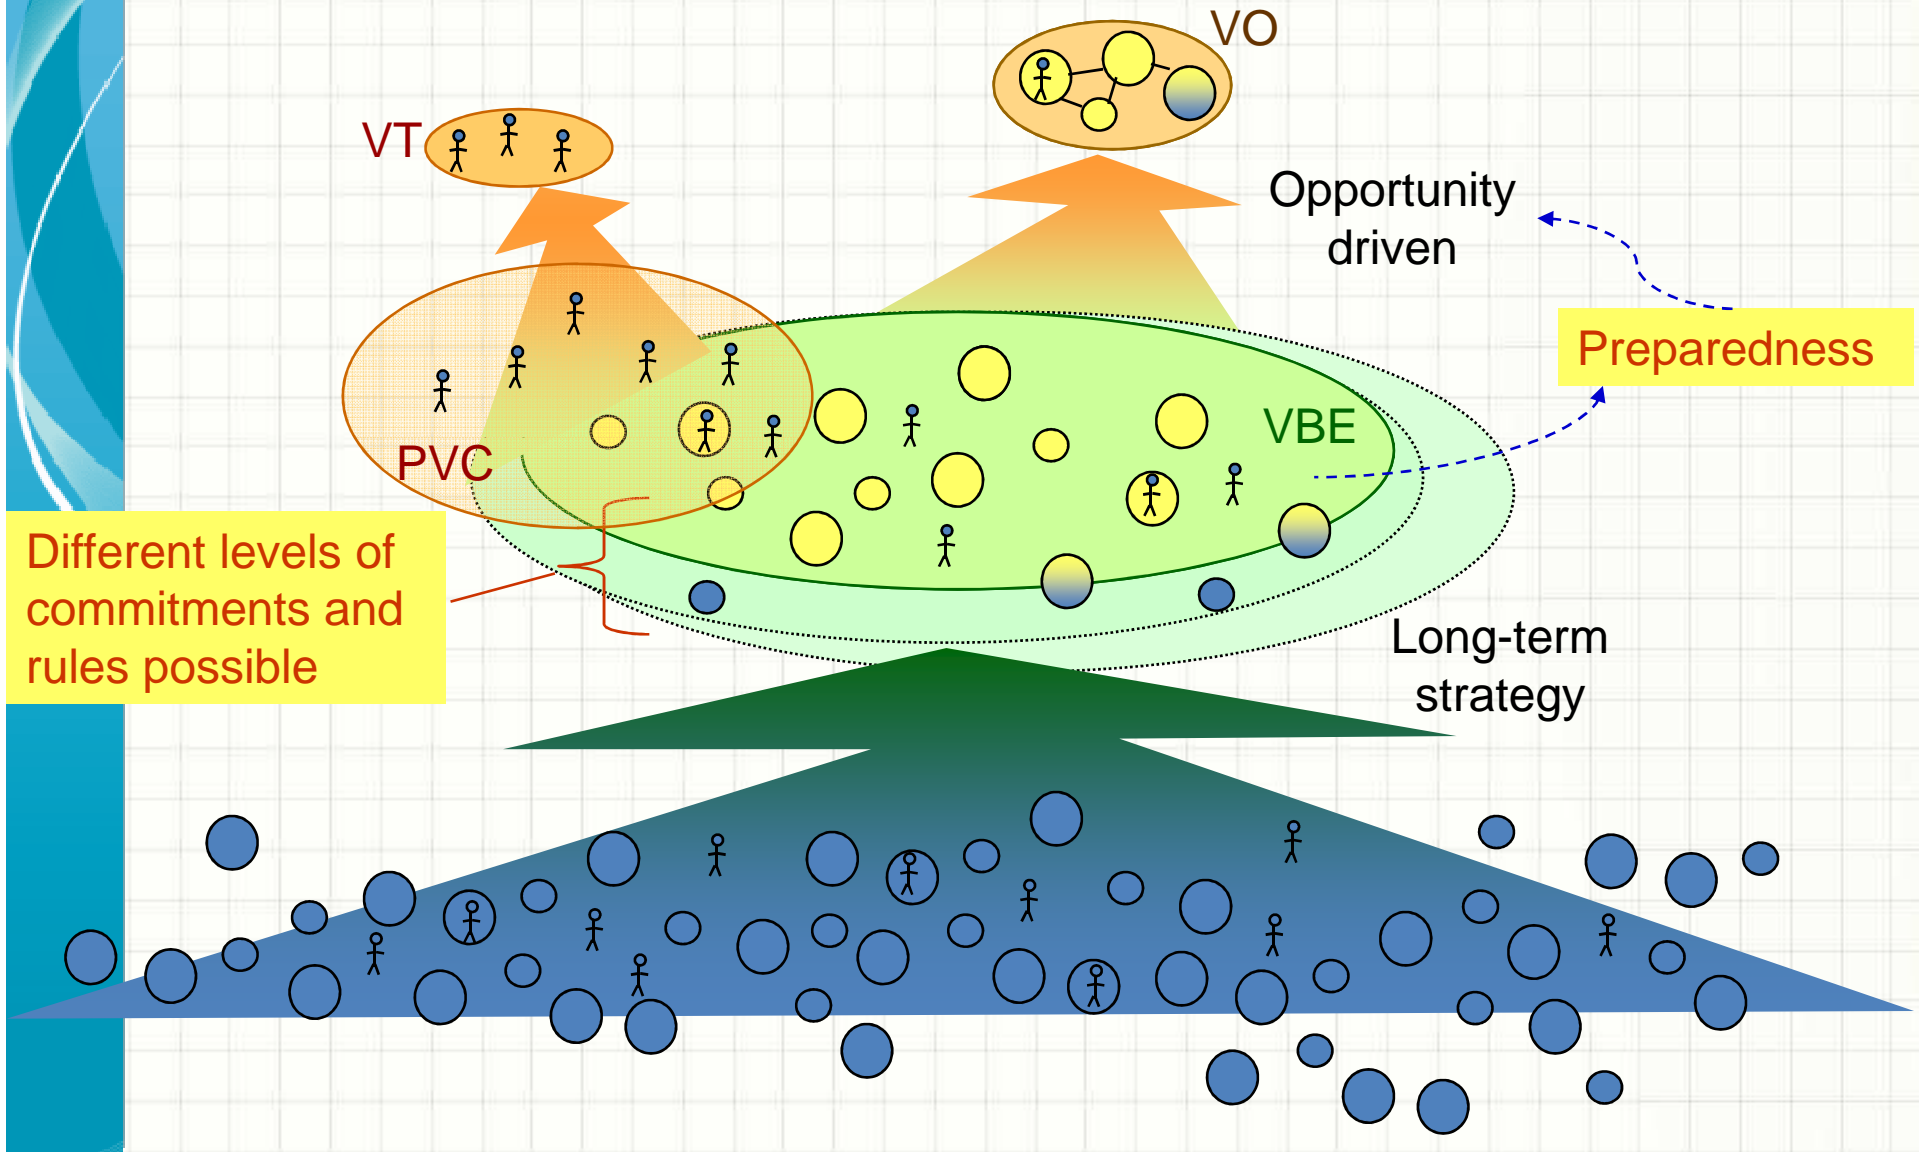 VO
VT
Opportunity
driven
Preparedness
VBE
PVC
Different levels of
commitments and
rules possible
Long-term
strategy